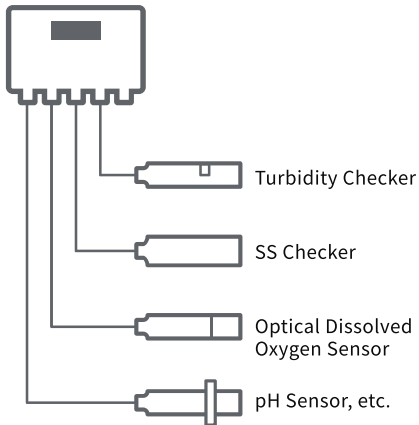 Turbidity Checker
SS Checker
Optical Dissolved
Oxygen Sensor
pH Sensor, etc.